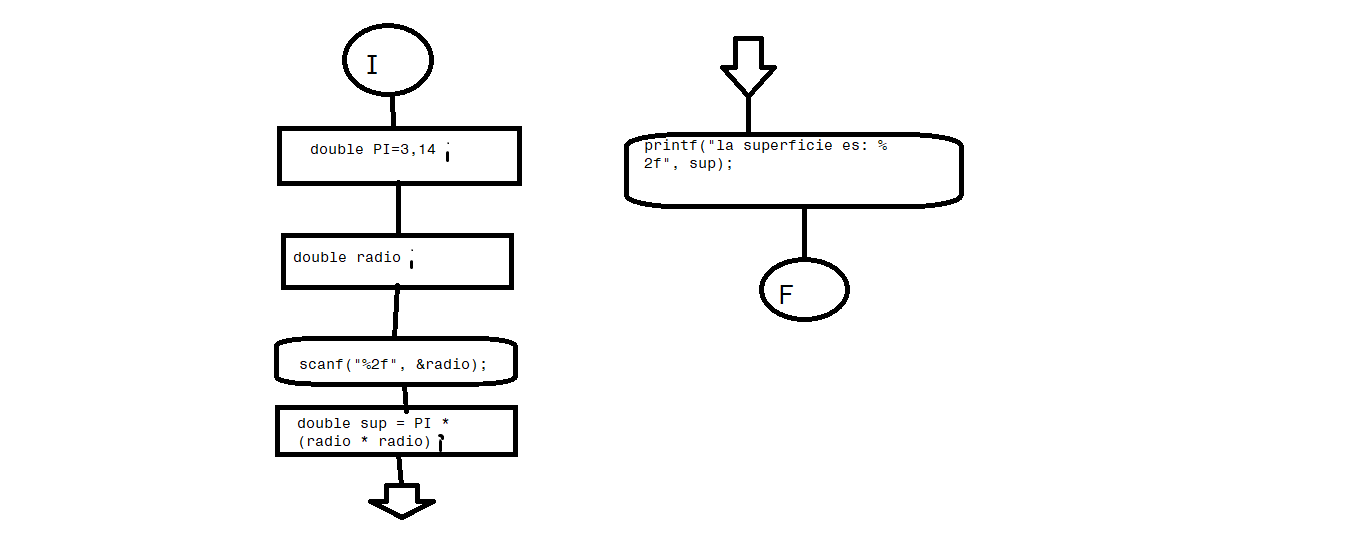 I
double PI=3,14 ;
double radio ;
scanf("%2f", &radio);
double sup = PI *
(radio * radio) ;
printf("la superficie es: %
2f", sup);
F